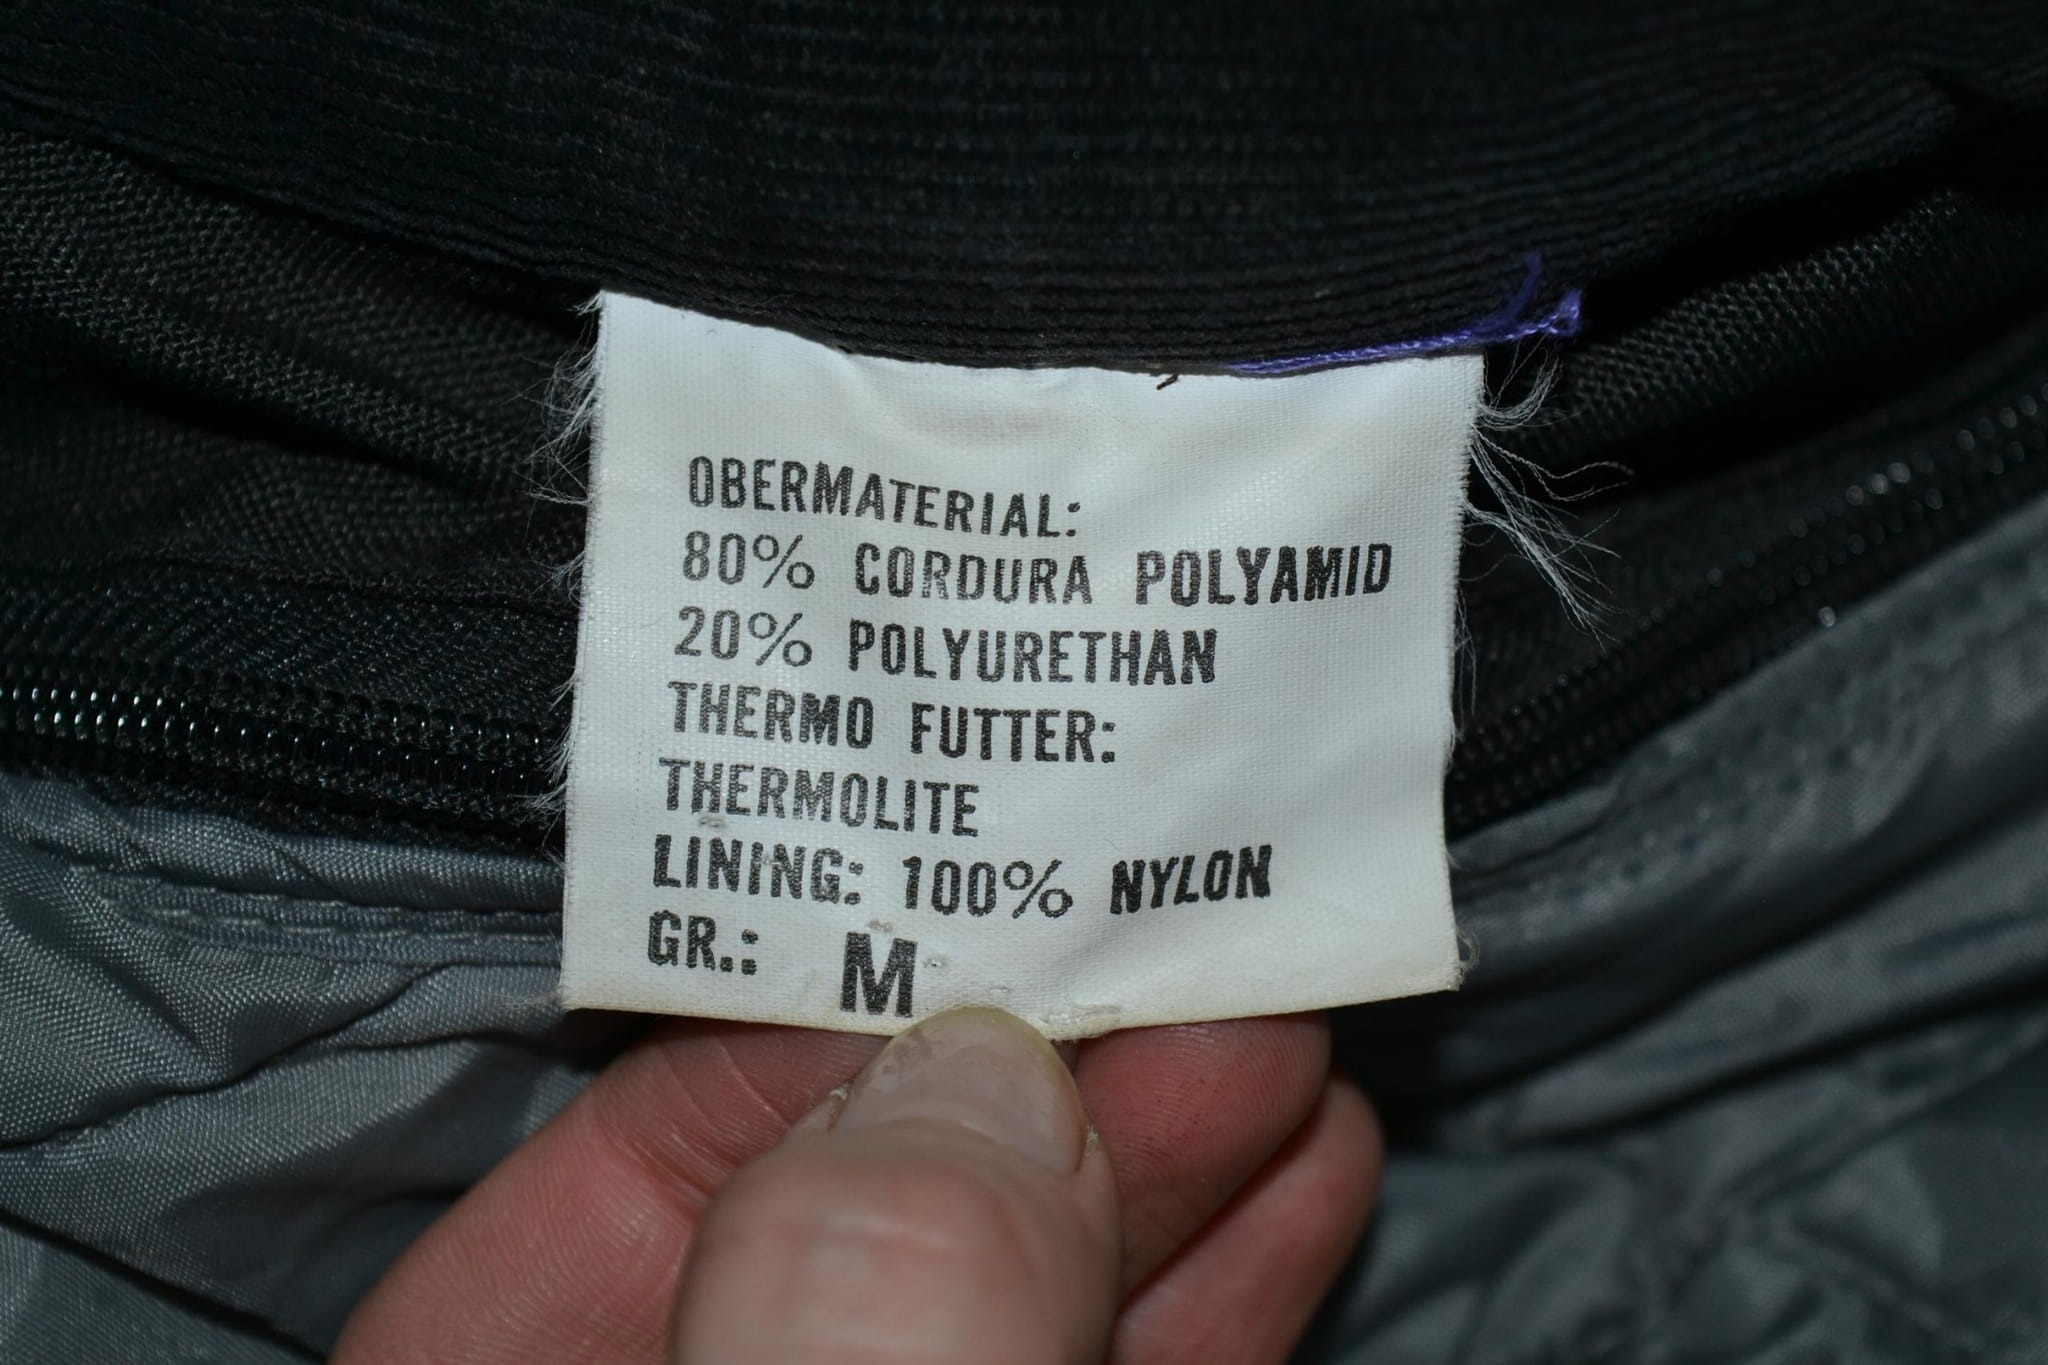 OBERMATERIAL:
80% CORDURA POLYAMID
20% POLYURETHAN
THERMO FUTTER:
THERMOLITE
LINING: 100% NYLON
GR.: M